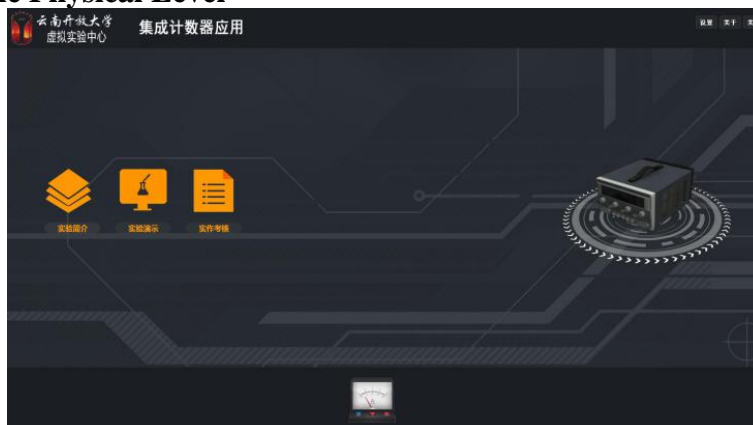 云南开放大学
虚拟实验中心
集成计数器应用
设置 关于
实验简介 实验演示 实作考核